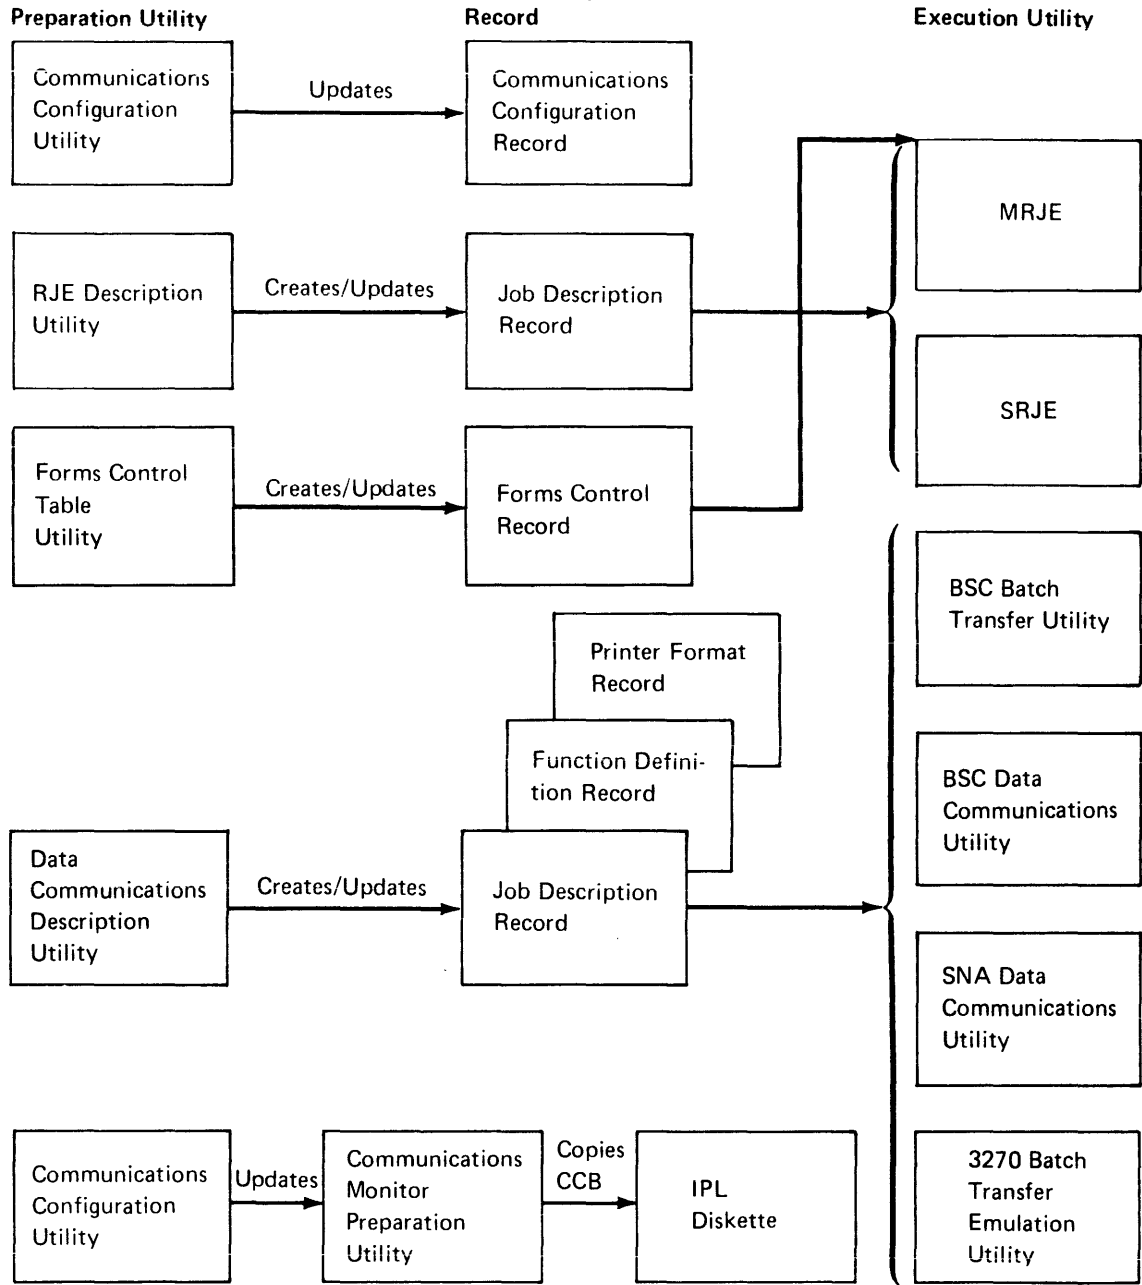 Preparation Utility
Record
Execution Utility
Communications
Configuration
Utility
Updates
Communications
Configuration
Record
MRJE
RJE Description
Utility
Creates/Updates
Job Description
Record
SRJE
Forms Control
Table
Utility
Creates/Updates
Forms Control
Record
BSC Batch
Transfer Utility
Printer Format
Record
Function Defini-
tion Record
BSC Data
Communications
Utility
Data
Communications
Description
Utility
Creates/Updates
Job Description
Record
SNA Data
Communications
Utility
Communications
Configuration
Utility
Updates
Communications
Monitor
Preparation
Utility
Copies
CCB
IPL
Diskette
3270 Batch
Transfer
Emulation
Utility